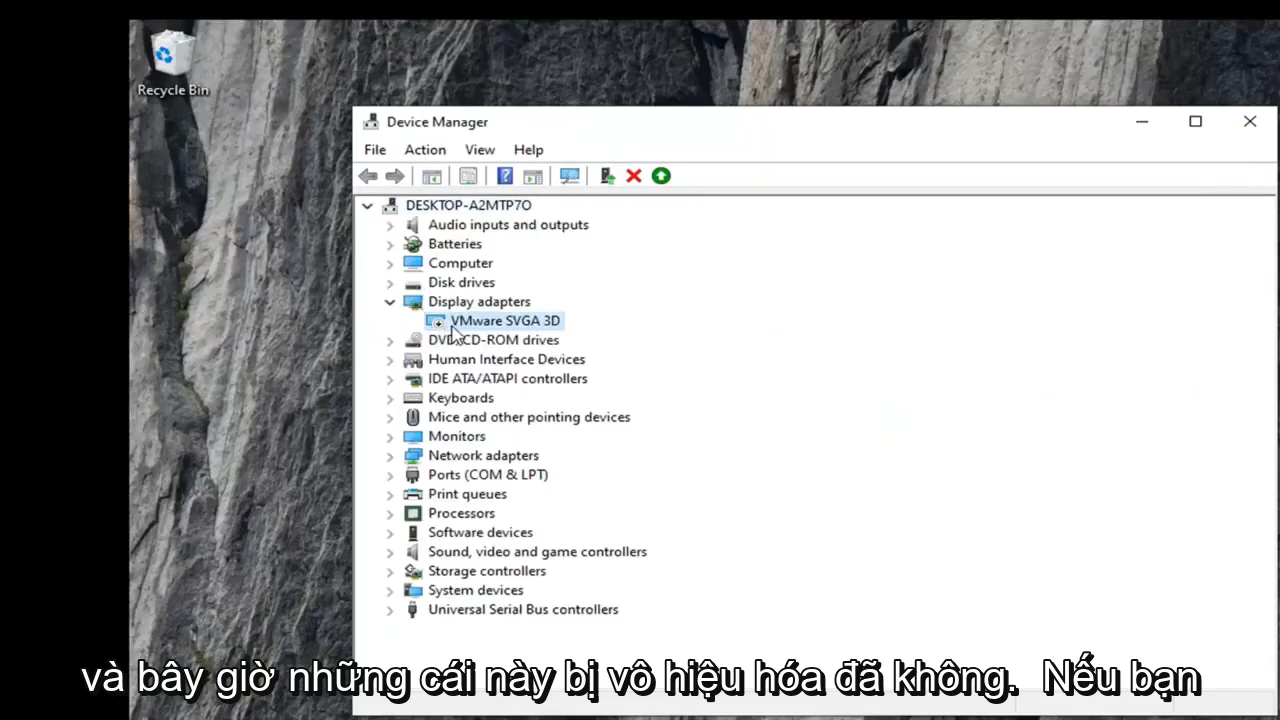 Recycle Bin
Device Manager
File Action View Help
DESKTOP-A2MTP7O
Audio inputs and outputs
Batteries
Computer
Disk drives
Display adapters
VMware SVGA 3D
DVD/CD-ROM drives
Human Interface Devices
IDE ATA/ATAPI controllers
Keyboards
Mice and other pointing devices
Monitors
Network adapters
Ports (COM & LPT)
Print queues
Processors
Software devices
Sound, video and game controllers
Storage controllers
System devices
Universal Serial Bus controllers
và bây giờ những cái này bị vô hiệu hóa đã không. Nếu bạn